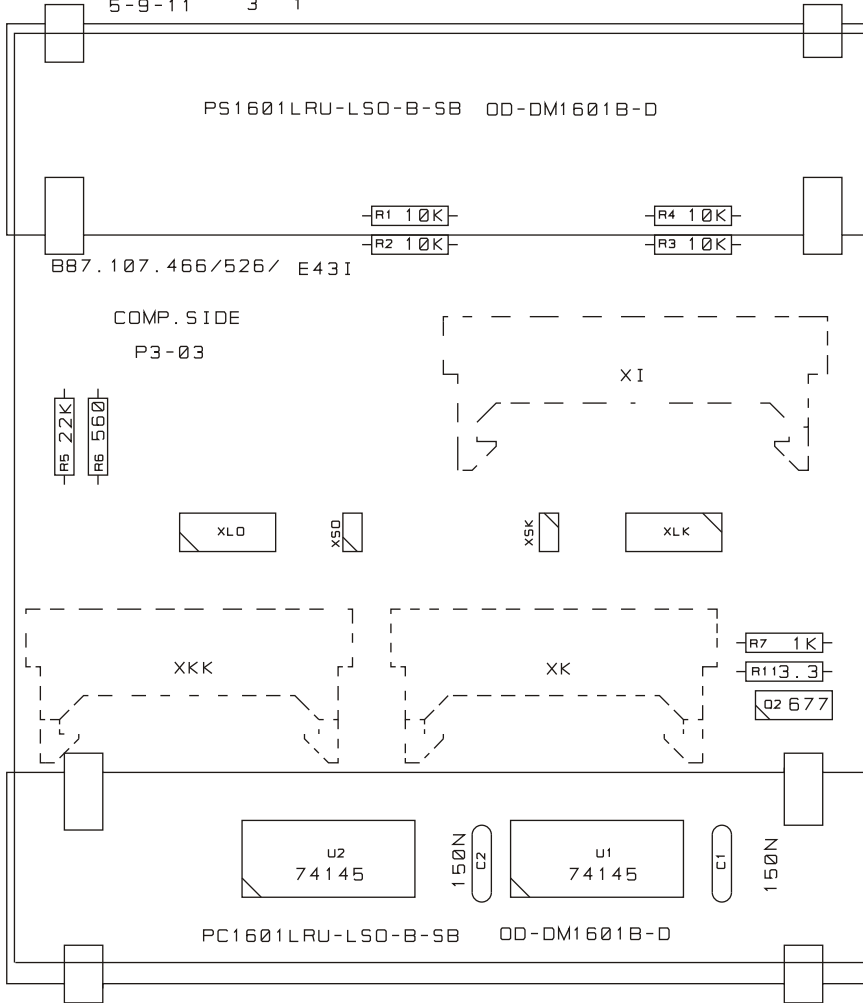 5-9-11 3 1
PS1601LRU-LSO-B-SB OD-DM1601B-D
R1 10K
R4 10K
R2 10K
R3 10K
B87.107.466/526/ E43I
COMP.SIDE
P3-03
XI
R5 22K
R6 560
XLO
XSO
XSK
XLK
XKK
XK
R7 1K
R11 3.3
Q2 677
U2
74145
150N
C2
U1
74145
C1
150N
PC1601LRU-LSO-B-SB OD-DM1601B-D